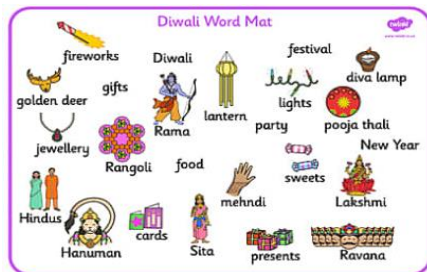 Diwali Word Mat
twinkl
fireworks
Diwali
festival
diva lamp
golden deer
gifts
Rama
lantern
lights
party
pooja thali
jewellery
Rangoli
food
sweets
New Year
Hindus
Hanuman
cards
Sita
mehndi
presents
Lakshmi
Ravana